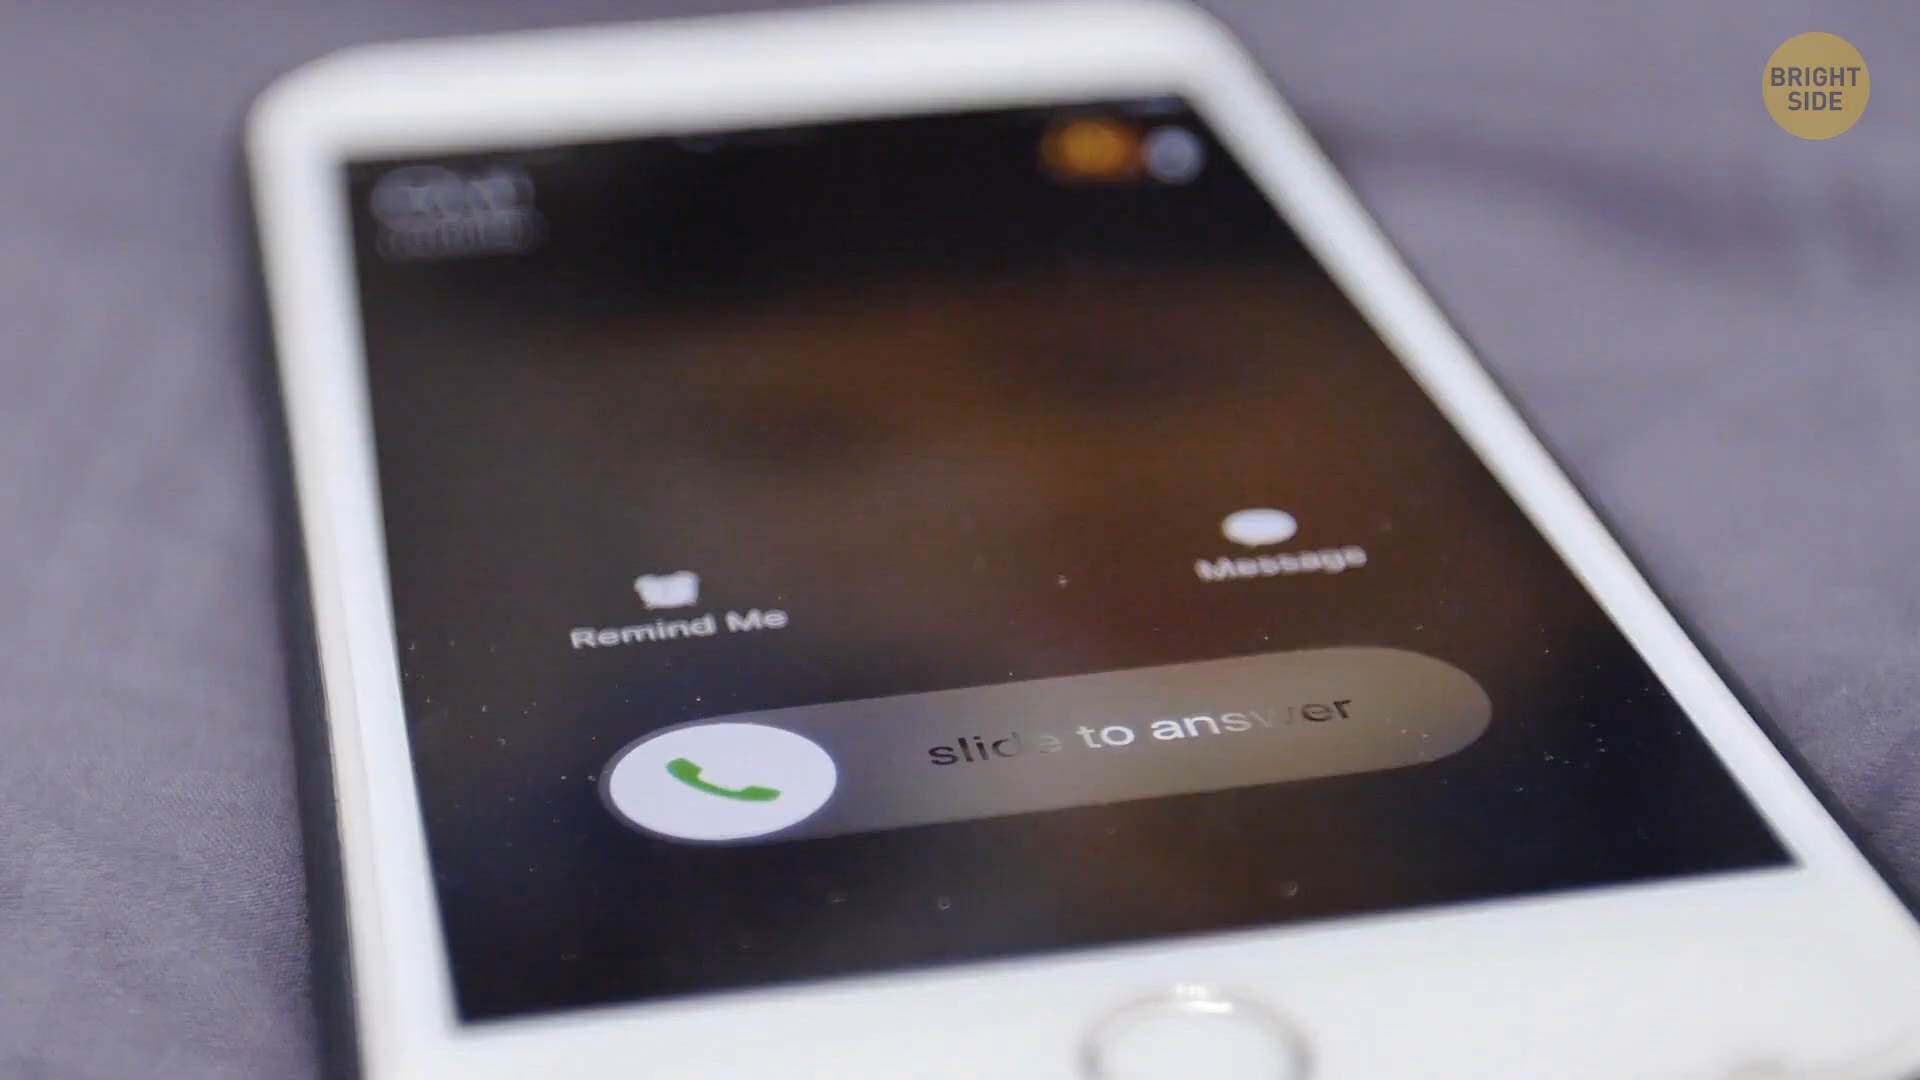 BRIGHT
SIDE
Remind Me
Message
slide to answer